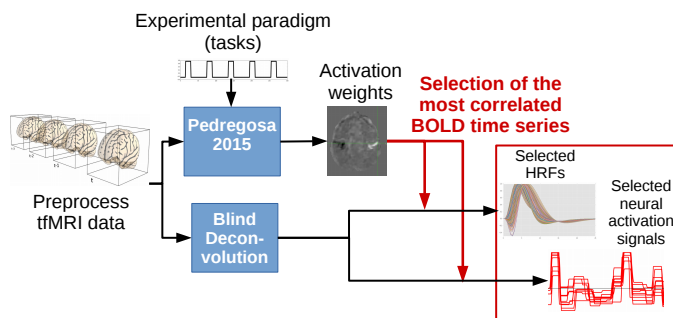 Experimental paradigm
(tasks)
Activation
weights
Selection of the
most correlated
BOLD time series
Pedregosa
2015
Preprocess
tfMRI data
t
Blind
Decon-
volution
Selected
HRFs
Selected
neural
activation
signals